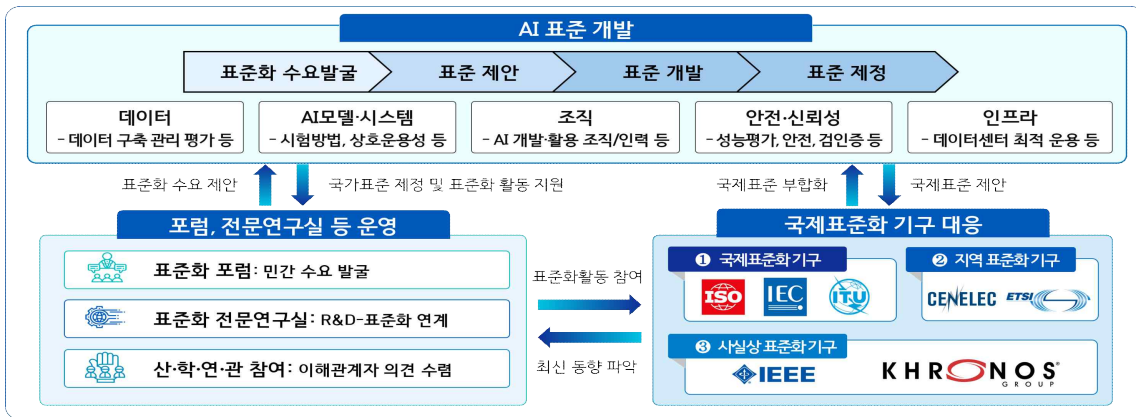 AI 표준 개발
표준화 수요발굴
표준 제안
표준 개발
표준 제정
데이터
– 데이터 구축 관리 평가 등
AI모델·시스템
– 시험방법, 상호운용성 등
조직
– AI 개발·활용 조직/인력 등
안전·신뢰성
–성능평가, 안전, 검인증 등
인프라
– 데이터센터 최적 운용 등
표준화 수요 제안
국가표준 제정 및 표준화 활동 지원
국제표준 부합화
국제표준 제안
포럼, 전문연구실 등 운영
표준화 포럼: 민간 수요 발굴
표준화 전문연구실: R&D-표준화 연계
산·학·연·관 참여: 이해관계자 의견 수렴
표준화활동 참여
최신 동향 파악
국제표준화 기구 대응
❶ 국제표준화기구
ISO
IEC
ITU
❷ 지역 표준화기구
CENELEC
ETSI
❸ 사실상 표준화기구
IEEE
KHRONOS®
GROUP